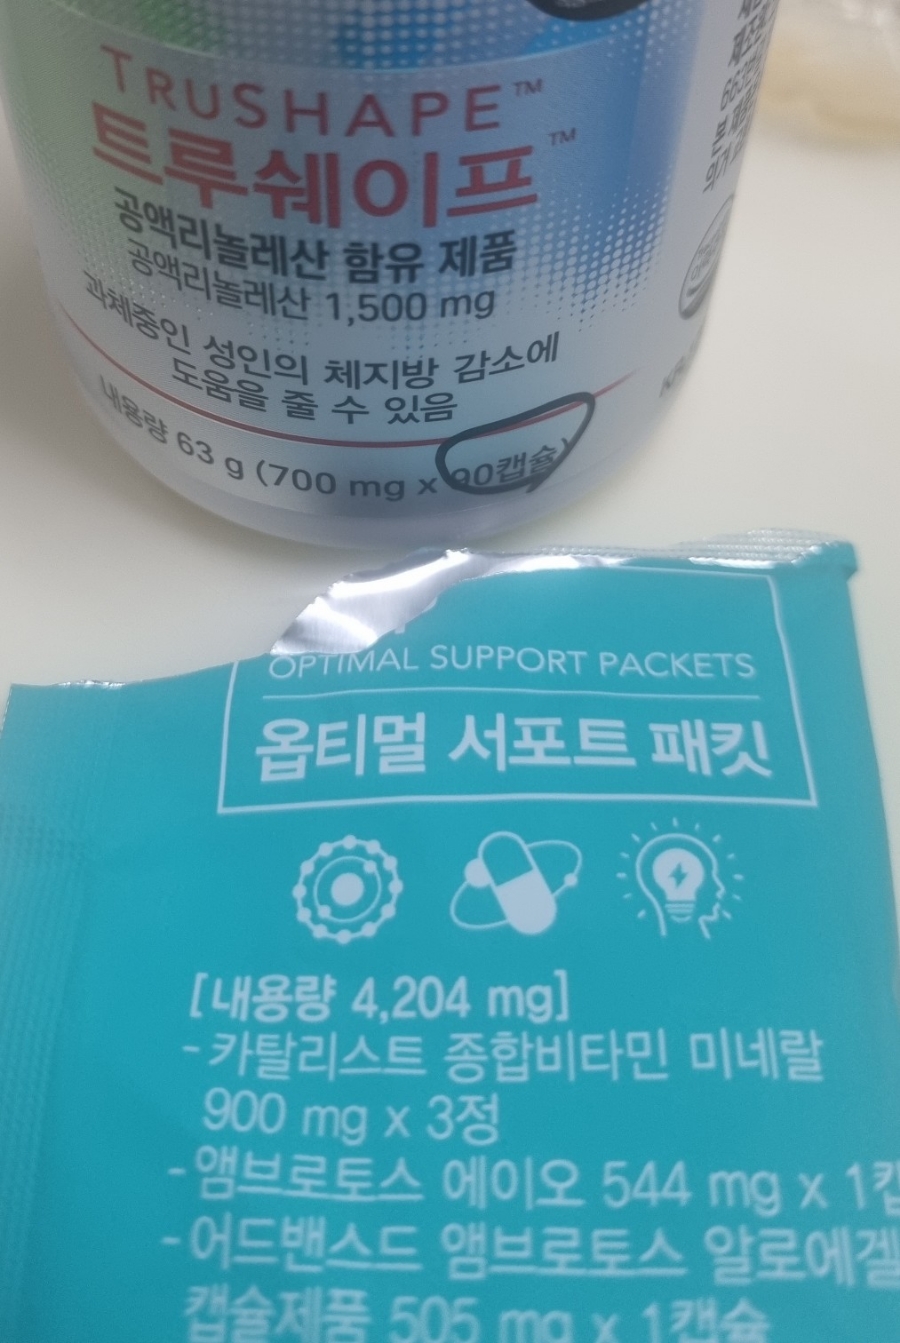 TRUSHAPE™
트루쉐이프™
공액리놀레산 함유 제품
공액리놀레산 1,500 mg
과체중인 성인의 체지방 감소에
도움을 줄 수 있음
내용량 63 g (700 mg x 90캡슐)
OPTIMAL SUPPORT PACKETS
옵티멀 서포트 패킷
[내용량 4,204 mg]
-카탈리스트 종합비타민 미네랄
900 mg x 3정
-앰브로토스 에이오 544 mg x 1캡
-어드밴스드 앰브로토스 알로에겔
캡슐제품 505 mg x 1캡슐